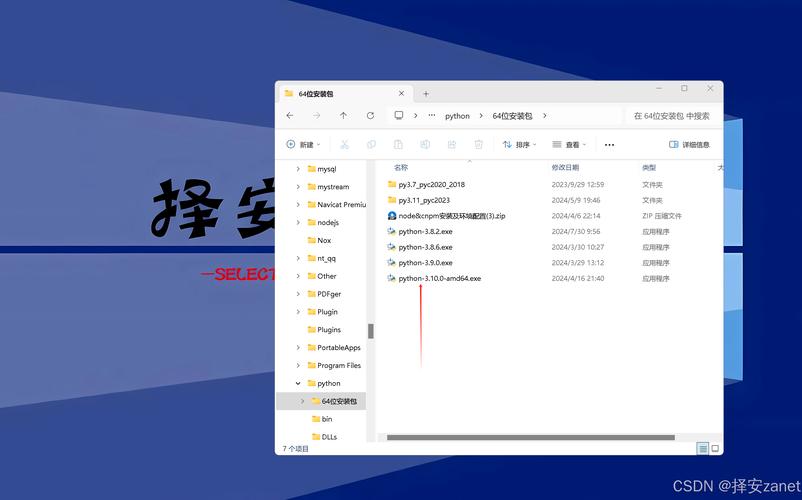 64位安装包
python
64位安装包
在 64位安装包 中搜索
新建
排序
查看
详细信息
名称
修改日期
类型
大
py3.7_pyc2020_2018
2023/9/29 12:59
文件夹
py3.11_pyc2023
2024/5/9 19:46
文件夹
node&cnpm安装及环境配置(3).zip
2024/4/6 22:14
ZIP 压缩文件
python-3.8.2.exe
2024/7/30 9:56
应用程序
python-3.8.6.exe
2024/3/30 10:27
应用程序
python-3.9.0.exe
2024/3/29 13:12
应用程序
python-3.10.0-amd64.exe
2024/4/16 21:40
应用程序
mysql
mystream
Navicat Premiu
nodejs
Nox
nt_qq
Other
PDFger
Plugin
Plugins
PortableApps
Program Files
python
64位安装包
bin
DLLs
7 个项目
择安
—SELECT
CSDN @择安zanet